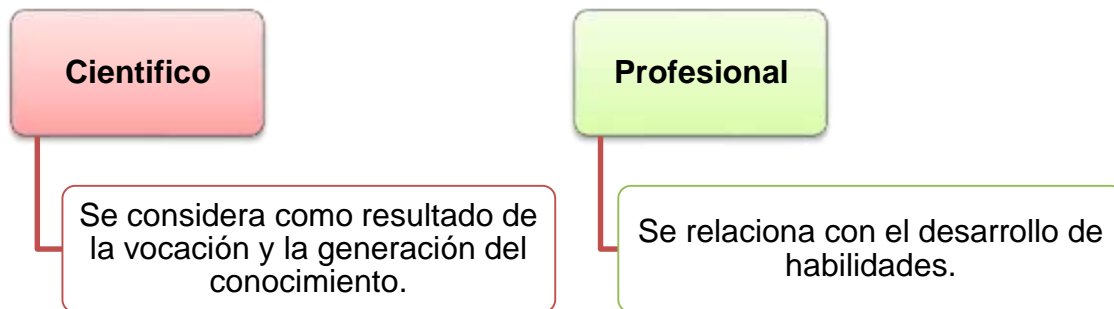 Cientifico
Se considera como resultado de
la vocación y la generación del
conocimiento.
Profesional
Se relaciona con el desarrollo de
habilidades.